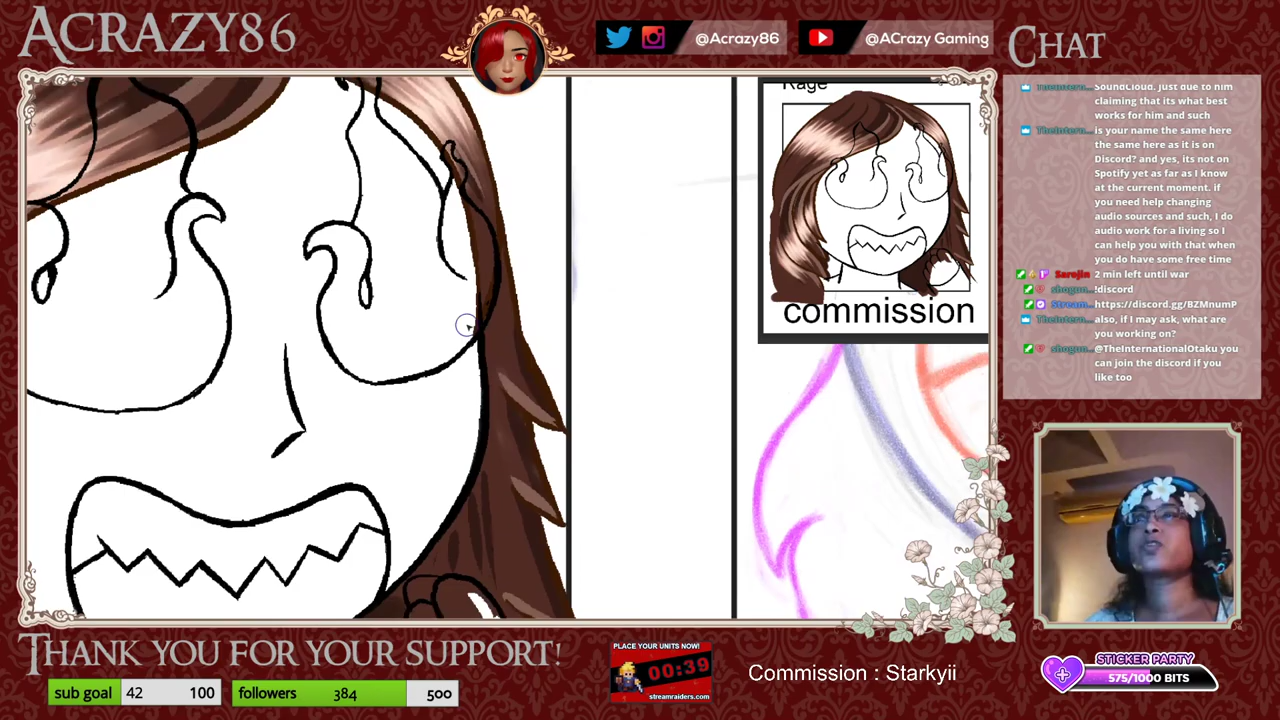 ACRAZY86
@Acrazy86
@ACrazy Gaming
CHAT
Rage
commission
SoundCloud. Just due to him
claiming that its what best
works for him and such
TheIntern... is your name the same here
the same here as it is on
Discord? and yes, its not on
Spotify yet as far as I know
at the current moment. if
you need help changing
audio sources and such, I do
audio work for a living so I
can help you with that when
you do have some free time
Sarojin 2 min left until war
shogun... !discord
Stream... https://discord.gg/BZMnumP
TheIntern... also, if I may ask, what are
you working on?
shogun... @TheInternationalOtaku you
can join the discord if you
like too
THANK YOU FOR YOUR SUPPORT!
sub goal 42 100
followers 384 500
PLACE YOUR UNITS NOW!
00:39
streamraiders.com
Commission : Starkyii
STICKER PARTY
575/1000 BITS